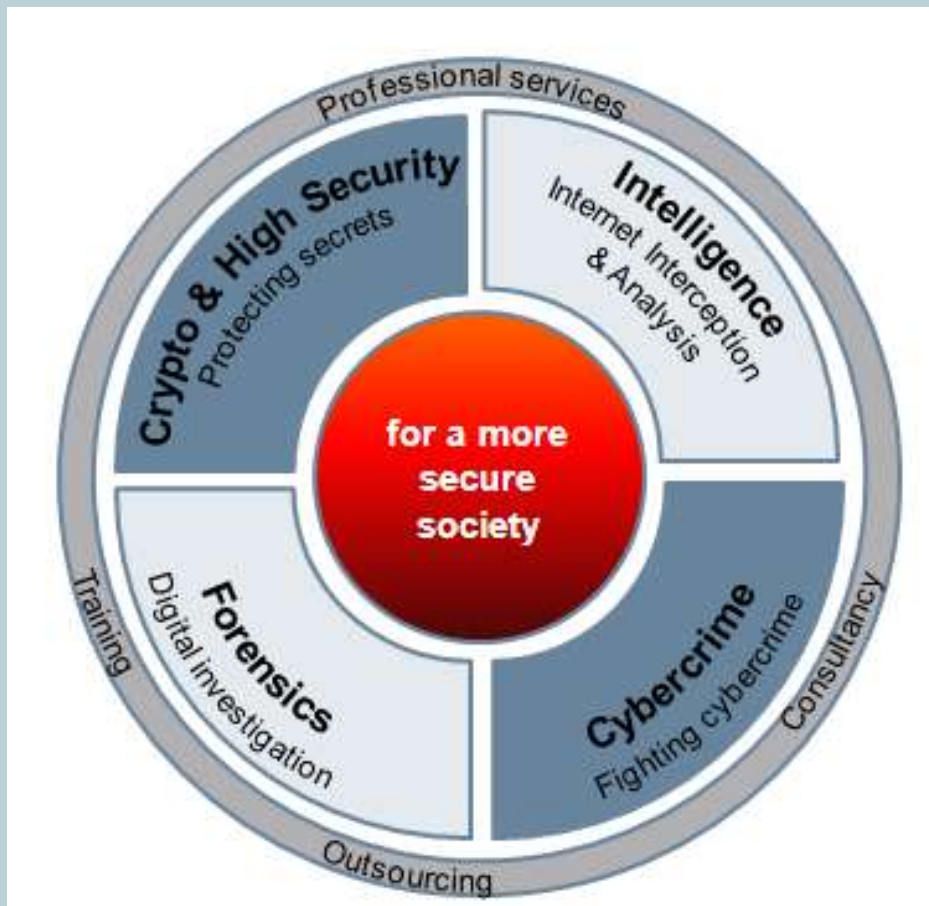 Professional services
Crypto & High Security
Protecting secrets
Intelligence
Internet Interception
& Analysis
for a more
secure
society
Forensics
Digital investigation
Cybercrime
Fighting cybercrime
Training
Consultancy
Outsourcing